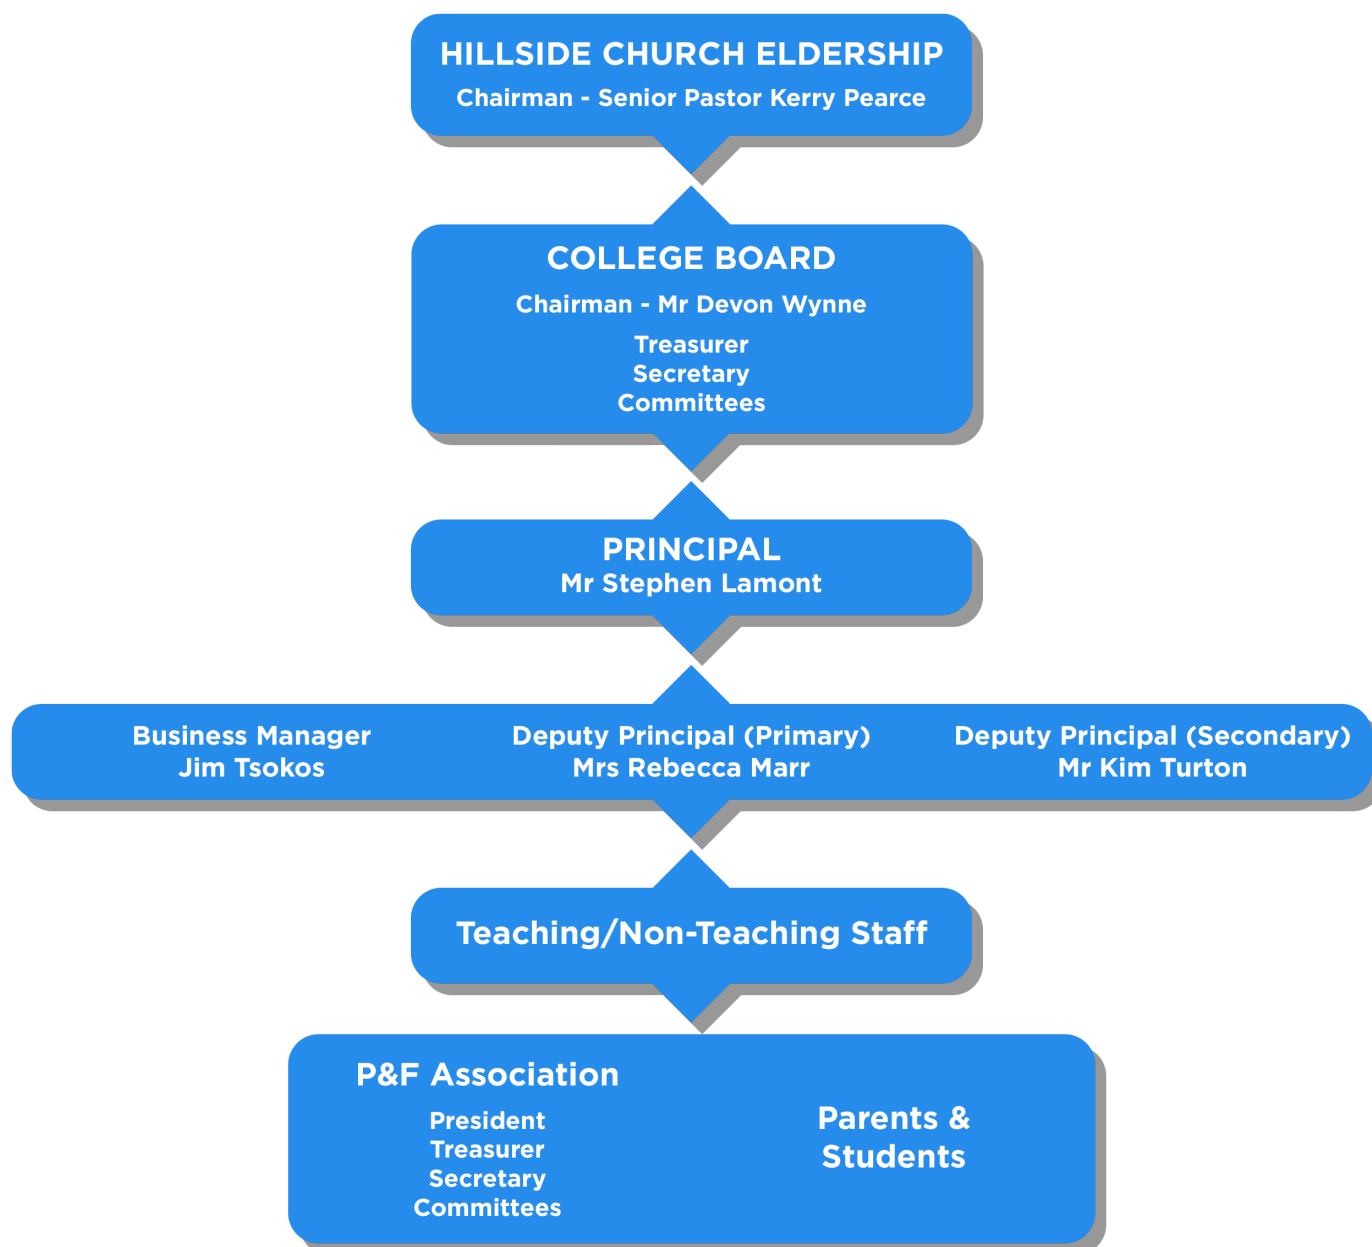 HILLSIDE CHURCH ELDERSHIP
Chairman - Senior Pastor Kerry Pearce
COLLEGE BOARD
Chairman - Mr Devon Wynne
Treasurer
Secretary
Committees
PRINCIPAL
Mr Stephen Lamont
Business Manager
Jim Tsokos
Deputy Principal (Primary)
Mrs Rebecca Marr
Deputy Principal (Secondary)
Mr Kim Turton
Teaching/Non-Teaching Staff
P&F Association
President
Treasurer
Secretary
Committees
Parents &
Students